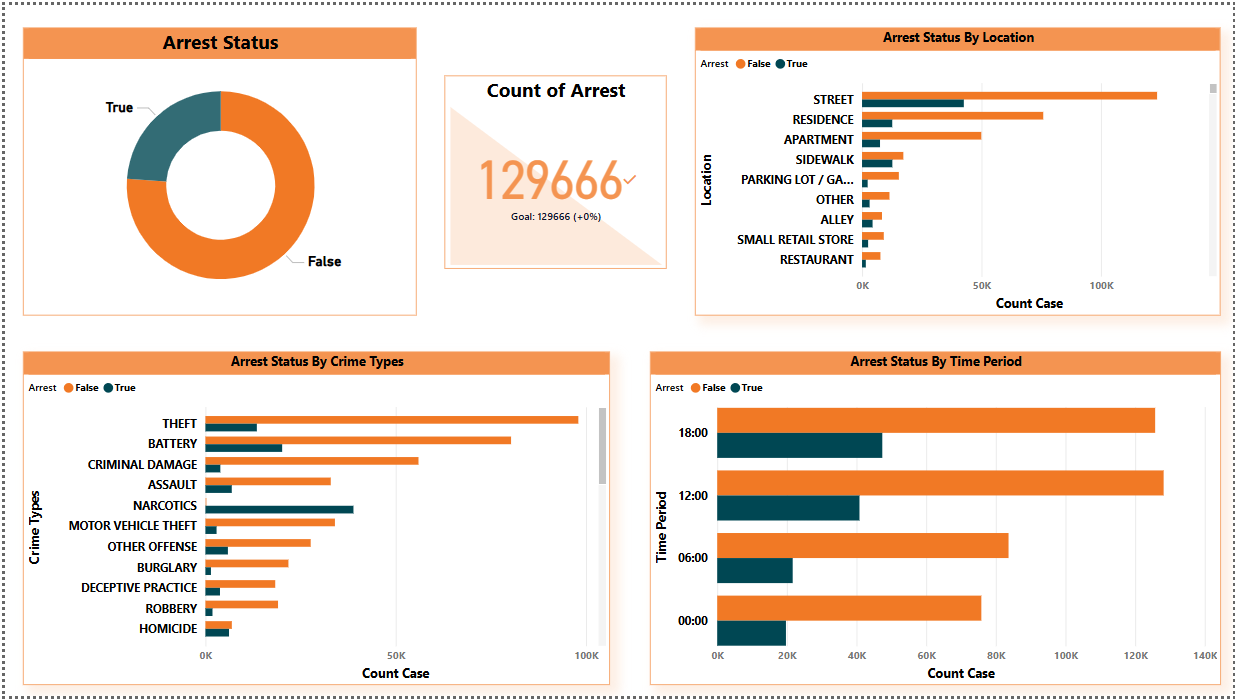 Arrest Status
True
False
Count of Arrest
129666
Goal: 129666 (+0%)
Arrest Status By Location
Arrest False True
Location
STREET
RESIDENCE
APARTMENT
SIDEWALK
PARKING LOT / GA...
OTHER
ALLEY
SMALL RETAIL STORE
RESTAURANT
0K 50K 100K
Count Case
Arrest Status By Crime Types
Arrest False True
Crime Types
THEFT
BATTERY
CRIMINAL DAMAGE
ASSAULT
NARCOTICS
MOTOR VEHICLE THEFT
OTHER OFFENSE
BURGLARY
DECEPTIVE PRACTICE
ROBBERY
HOMICIDE
0K 50K 100K
Count Case
Arrest Status By Time Period
Arrest False True
Time Period
18:00
12:00
06:00
00:00
0K 20K 40K 60K 80K 100K 120K 140K
Count Case